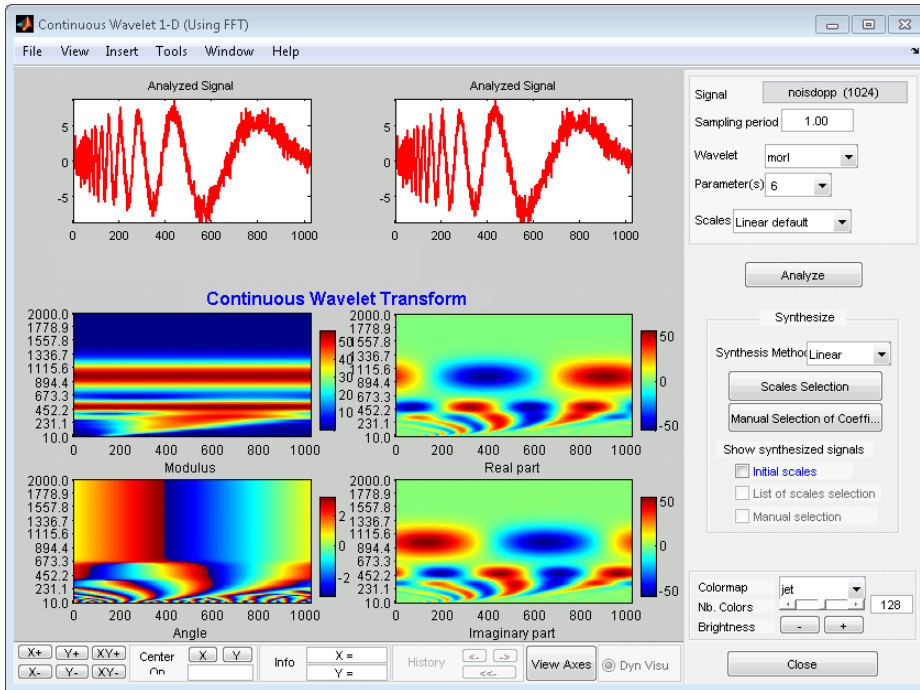 Continuous Wavelet 1-D (Using FFT)
File View Insert Tools Window Help
Analyzed Signal
5
0
-5
0 200 400 600 800 1000
Analyzed Signal
5
0
-5
0 200 400 600 800 1000
Continuous Wavelet Transform
2000.0
1778.9
1557.8
1336.7
1115.6
894.4
673.3
452.2
231.1
10.0
0 200 400 600 800 1000
Modulus
50
40
30
20
10
2000.0
1778.9
1557.8
1336.7
1115.6
894.4
673.3
452.2
231.1
10.0
0 200 400 600 800 1000
Real part
50
0
-50
2000.0
1778.9
1557.8
1336.7
1115.6
894.4
673.3
452.2
231.1
10.0
0 200 400 600 800 1000
Angle
2
0
-2
2000.0
1778.9
1557.8
1336.7
1115.6
894.4
673.3
452.2
231.1
10.0
0 200 400 600 800 1000
Imaginary part
50
0
-50
Signal noisdopp (1024)
Sampling period 1.00
Wavelet morl
Parameter(s) 6
Scales Linear default
Analyze
Synthesize
Synthesis Method Linear
Scales Selection
Manual Selection of Coeffi...
Show synthesized signals
Initial scales
List of scales selection
Manual selection
Colormap jet
Nb. Colors 128
Brightness - +
Close
X+ Y+ XY+
X- Y- XY-
Center On X Y
Info X =
Y =
History <- ->
<<-
View Axes
Dyn Visu